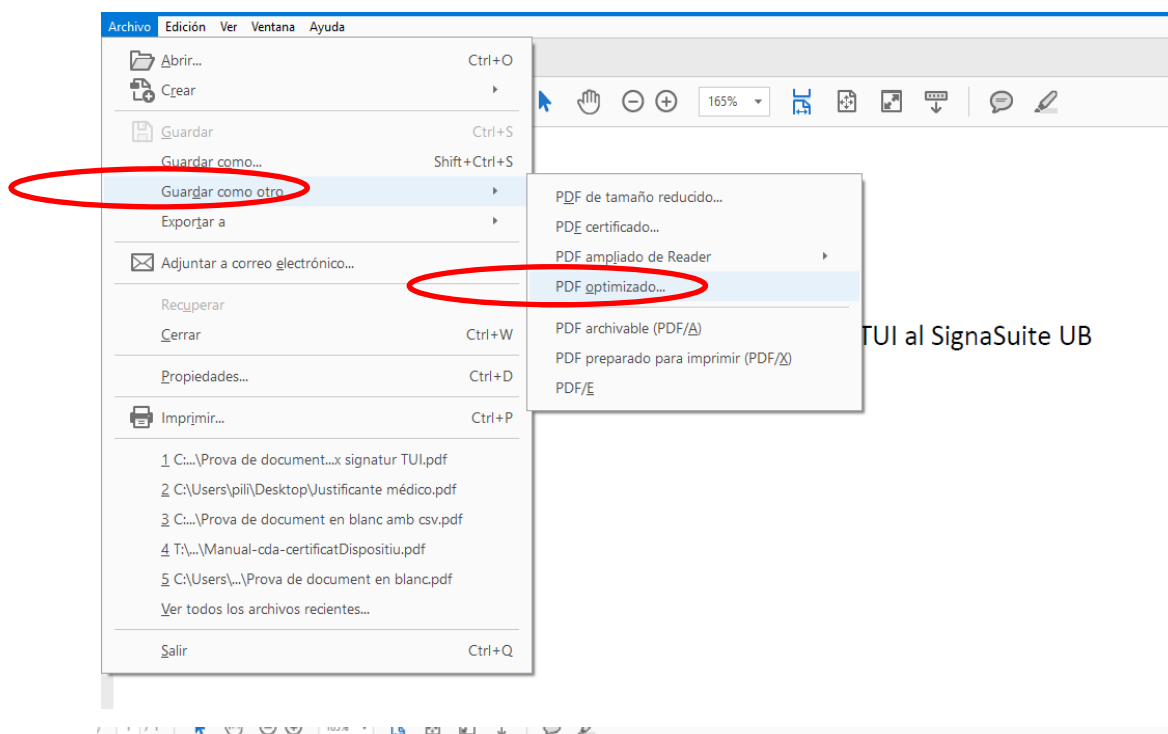 Archivo Edición Ver Ventana Ayuda
Abrir... Ctrl+O
Crear
165%
Guardar Ctrl+S
Guardar como... Shift+Ctrl+S
Guardar como otro
Exportar a
Adjuntar a correo electrónico...
Recuperar
Cerrar Ctrl+W
Propiedades... Ctrl+D
Imprimir... Ctrl+P
1 C:...\Prova de document...x signatur TUI.pdf
2 C:\Users\pili\Desktop\Justificante médico.pdf
3 C:...\Prova de document en blanc amb csv.pdf
4 T:\...\Manual-cda-certificatDispositiu.pdf
5 C:\Users\...\Prova de document en blanc.pdf
Ver todos los archivos recientes...
Salir Ctrl+Q
PDF de tamaño reducido...
PDF certificado...
PDF ampliado de Reader
PDF optimizado...
PDF archivable (PDF/A)
PDF preparado para imprimir (PDF/X)
PDF/E
TUI al SignaSuite UB